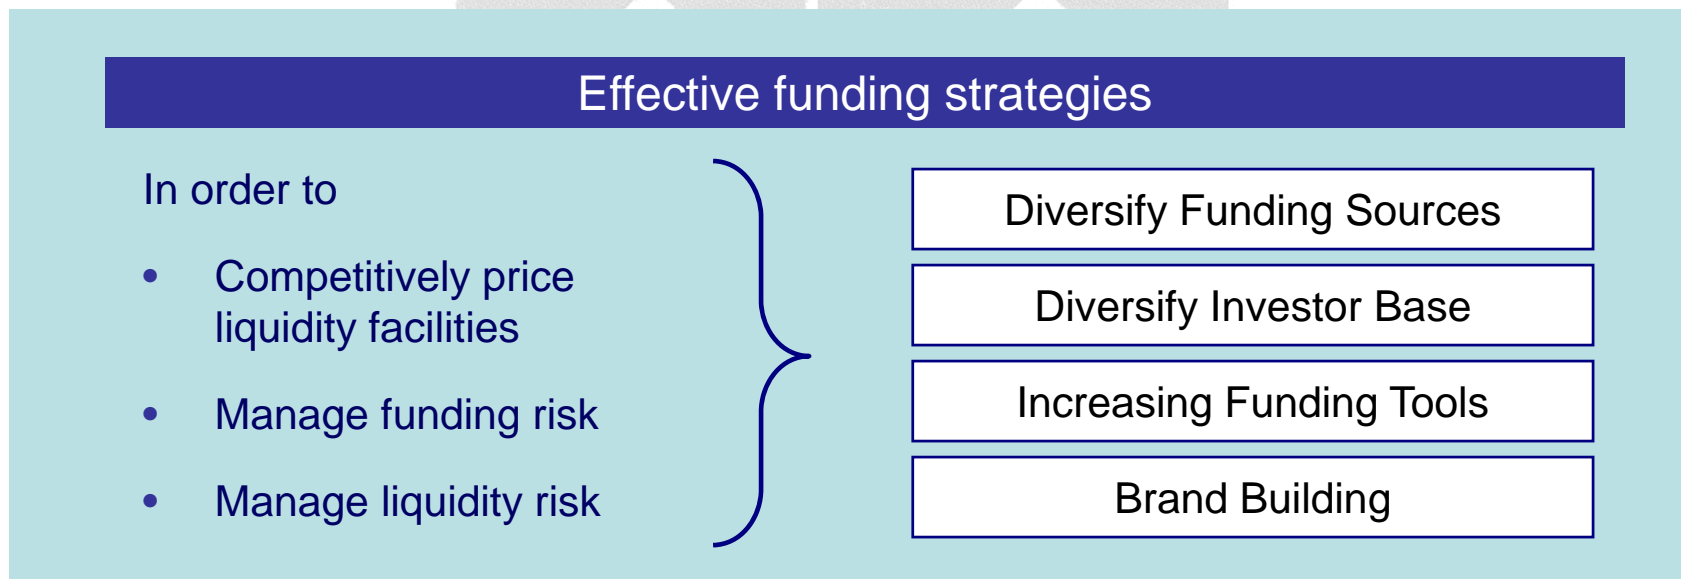 Effective funding strategies
In order to
• Competitively price
liquidity facilities
• Manage funding risk
• Manage liquidity risk
Diversify Funding Sources
Diversify Investor Base
Increasing Funding Tools
Brand Building